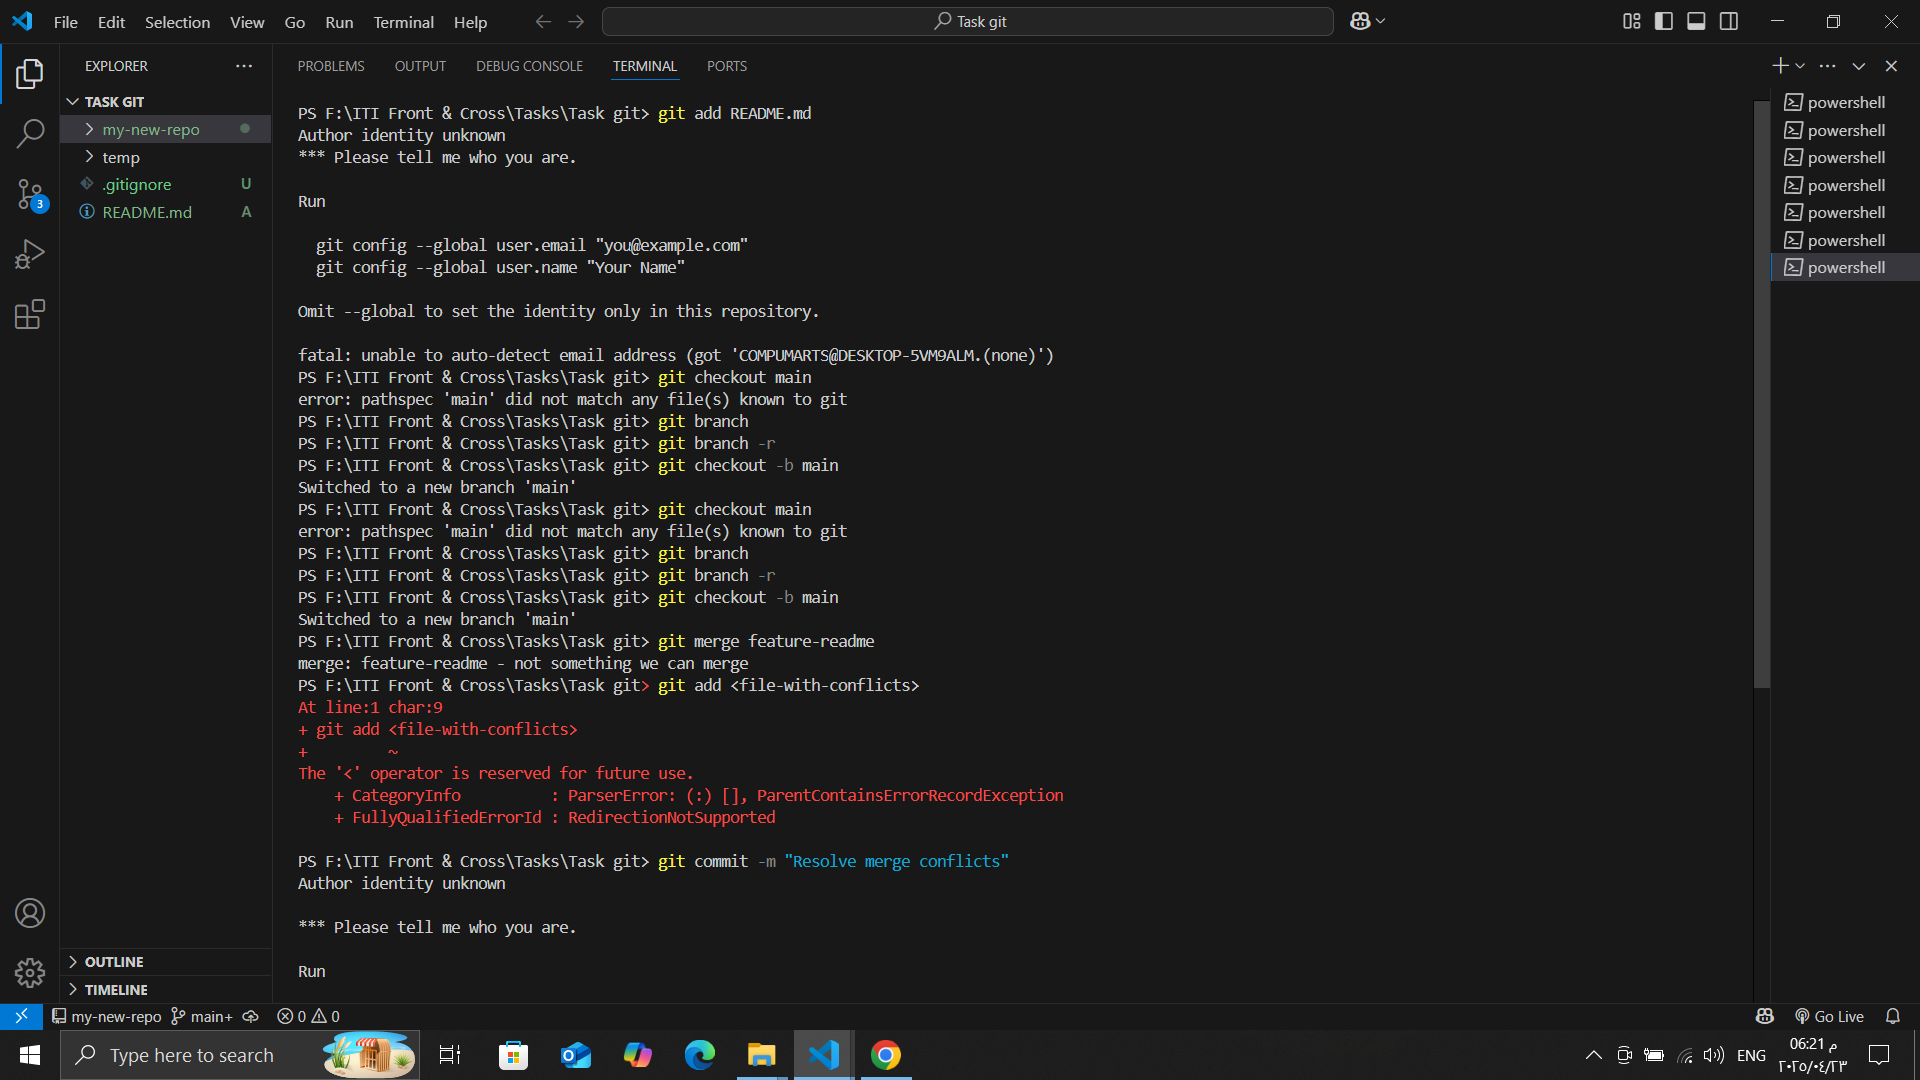 File Edit Selection View Go Run Terminal Help
Task git
EXPLORER
TASK GIT
my-new-repo
temp
.gitignore U
README.md A
3
OUTLINE
TIMELINE
PROBLEMS OUTPUT DEBUG CONSOLE TERMINAL PORTS
PS F:\ITI Front & Cross\Tasks\Task git> git add README.md
Author identity unknown
*** Please tell me who you are.
Run
git config --global user.email "you@example.com"
git config --global user.name "Your Name"
Omit --global to set the identity only in this repository.
fatal: unable to auto-detect email address (got 'COMPUMARTS@DESKTOP-5VM9ALM.(none)')
PS F:\ITI Front & Cross\Tasks\Task git> git checkout main
error: pathspec 'main' did not match any file(s) known to git
PS F:\ITI Front & Cross\Tasks\Task git> git branch
PS F:\ITI Front & Cross\Tasks\Task git> git branch -r
PS F:\ITI Front & Cross\Tasks\Task git> git checkout -b main
Switched to a new branch 'main'
PS F:\ITI Front & Cross\Tasks\Task git> git checkout main
error: pathspec 'main' did not match any file(s) known to git
PS F:\ITI Front & Cross\Tasks\Task git> git branch
PS F:\ITI Front & Cross\Tasks\Task git> git branch -r
PS F:\ITI Front & Cross\Tasks\Task git> git checkout -b main
Switched to a new branch 'main'
PS F:\ITI Front & Cross\Tasks\Task git> git merge feature-readme
merge: feature-readme - not something we can merge
PS F:\ITI Front & Cross\Tasks\Task git> git add <file-with-conflicts>
At line:1 char:9
+ git add <file-with-conflicts>
+         ~
The '<' operator is reserved for future use.
+ CategoryInfo          : ParserError: (:) [], ParentContainsErrorRecordException
+ FullyQualifiedErrorId : RedirectionNotSupported
PS F:\ITI Front & Cross\Tasks\Task git> git commit -m "Resolve merge conflicts"
Author identity unknown
*** Please tell me who you are.
Run
powershell
powershell
powershell
powershell
powershell
powershell
powershell
my-new-repo main+ 0 0 Go Live
Type here to search
ENG
06:21 م
٢٠٢٥/٠٤/٢٣